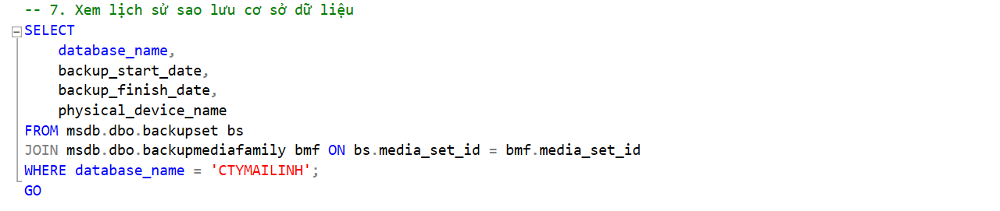 -- 7. Xem lịch sử sao lưu cơ sở dữ liệu
SELECT
    database_name,
    backup_start_date,
    backup_finish_date,
    physical_device_name
FROM msdb.dbo.backupset bs
JOIN msdb.dbo.backupmediafamily bmf ON bs.media_set_id = bmf.media_set_id
WHERE database_name = 'CTYMAILINH';
GO